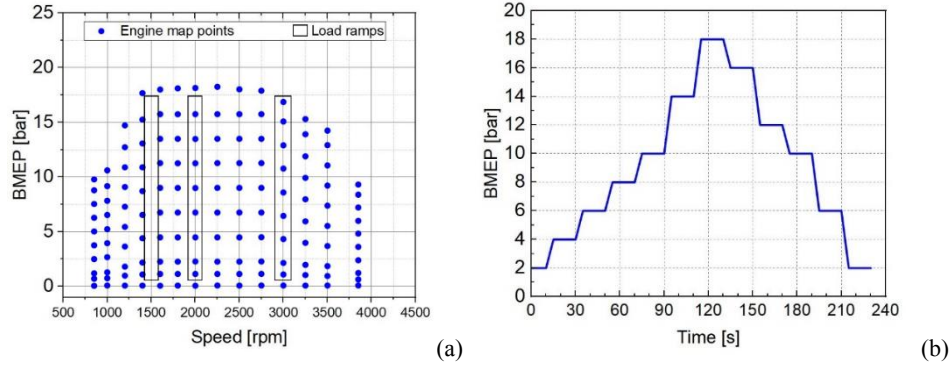 Engine map points
Load ramps
BMEP [bar]
25
20
15
10
5
0
500 1000 1500 2000 2500 3000 3500 4000 4500
Speed [rpm]
(a)
BMEP [bar]
20
18
16
14
12
10
8
6
4
2
0
0 30 60 90 120 150 180 210 240
Time [s]
(b)